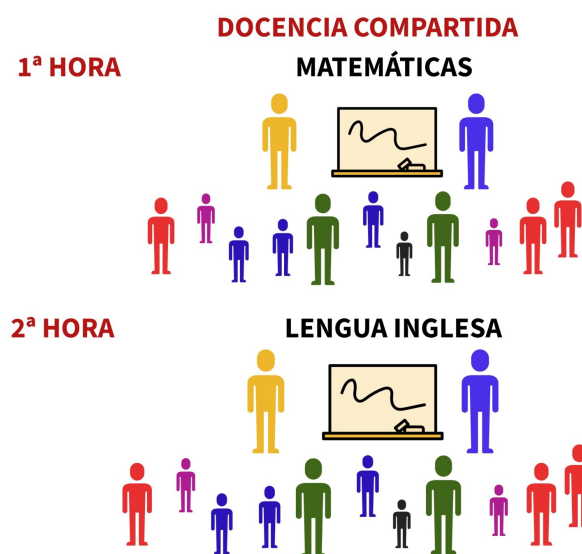 DOCENCIA COMPARTIDA
1ª HORA
MATEMÁTICAS
2ª HORA
LENGUA INGLESA